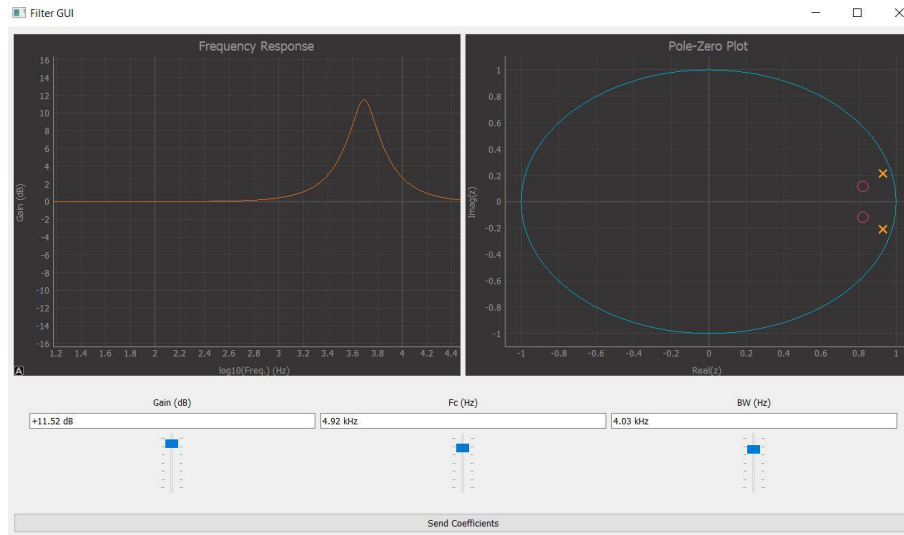 Filter GUI
Frequency Response
16
14
12
10
8
6
4
2
0
-2
-4
-6
-8
-10
-12
-14
-16
Gain (dB)
1.2 1.4 1.6 1.8 2 2.2 2.4 2.6 2.8 3 3.2 3.4 3.6 3.8 4 4.2 4.4
log10(Freq.) (Hz)
A
Pole-Zero Plot
1
0.8
0.6
0.4
0.2
0
-0.2
-0.4
-0.6
-0.8
-1
Imag(z)
-1 -0.8 -0.6 -0.4 -0.2 0 0.2 0.4 0.6 0.8 1
Real(z)
Gain (dB) Fc (Hz) BW (Hz)
+11.52 dB 4.92 kHz 4.03 kHz
Send Coefficients